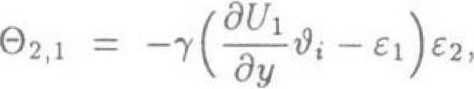 Θ_{2,1} = −γ(∂U_1/∂y ϑ_i − ε_1)ε_2,